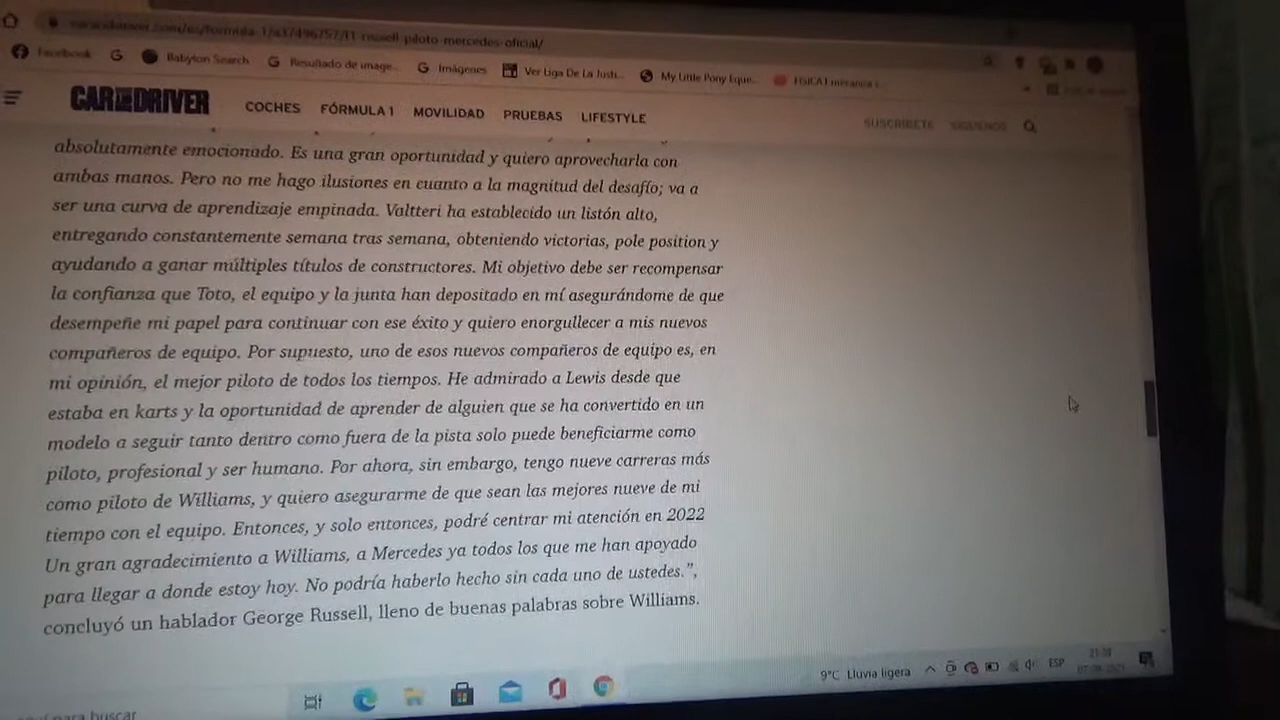 Facebook
Babylon Search
Resultado de image...
Imágenes
Ver Liga De La Justi...
My Little Pony Eque...
CAR AND DRIVER
COCHES FÓRMULA 1 MOVILIDAD PRUEBAS LIFESTYLE
SUSCRÍBETE SÍGUENOS
absolutamente emocionado. Es una gran oportunidad y quiero aprovecharla con
ambas manos. Pero no me hago ilusiones en cuanto a la magnitud del desafío; va a
ser una curva de aprendizaje empinada. Valtteri ha establecido un listón alto,
entregando constantemente semana tras semana, obteniendo victorias, pole position y
ayudando a ganar múltiples títulos de constructores. Mi objetivo debe ser recompensar
la confianza que Toto, el equipo y la junta han depositado en mí asegurándome de que
desempeñe mi papel para continuar con ese éxito y quiero enorgullecer a mis nuevos
compañeros de equipo. Por supuesto, uno de esos nuevos compañeros de equipo es, en
mi opinión, el mejor piloto de todos los tiempos. He admirado a Lewis desde que
estaba en karts y la oportunidad de aprender de alguien que se ha convertido en un
modelo a seguir tanto dentro como fuera de la pista solo puede beneficiarme como
piloto, profesional y ser humano. Por ahora, sin embargo, tengo nueve carreras más
como piloto de Williams, y quiero asegurarme de que sean las mejores nueve de mi
tiempo con el equipo. Entonces, y solo entonces, podré centrar mi atención en 2022
Un gran agradecimiento a Williams, a Mercedes ya todos los que me han apoyado
para llegar a donde estoy hoy. No podría haberlo hecho sin cada uno de ustedes.",
concluyó un hablador George Russell, lleno de buenas palabras sobre Williams.
9°C Lluvia ligera
ESP
para buscar